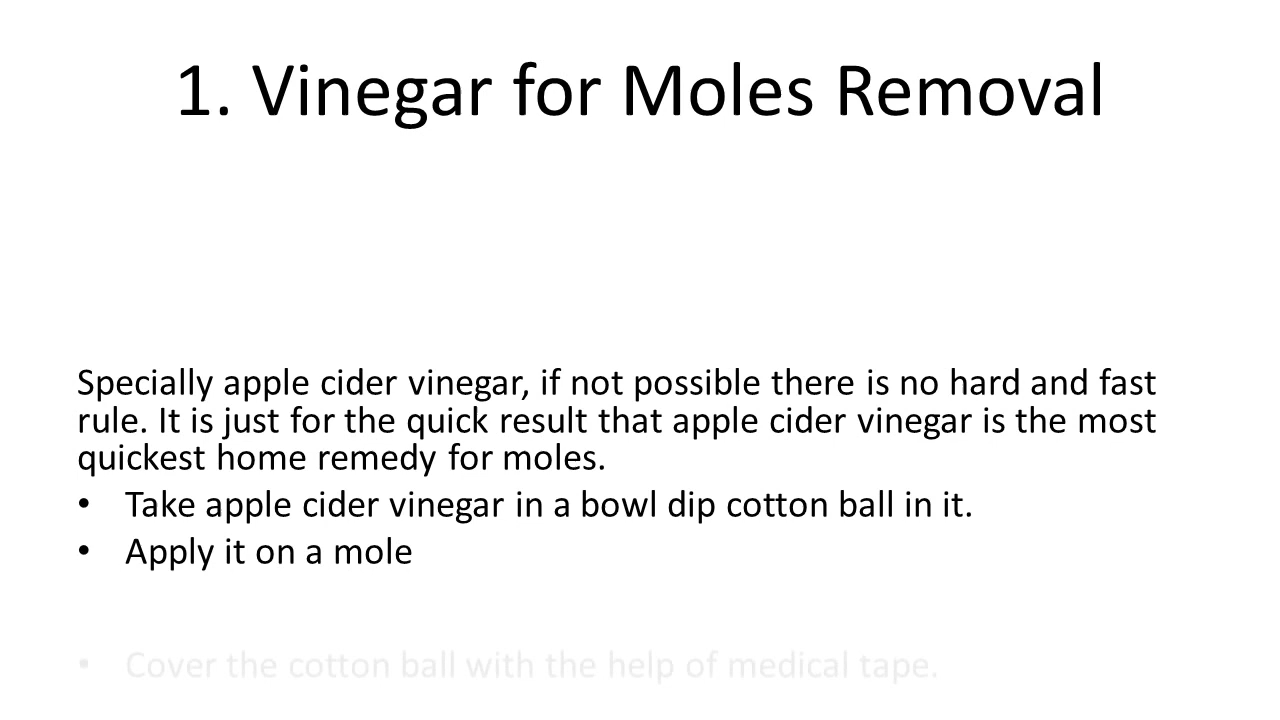 1. Vinegar for Moles Removal
Specially apple cider vinegar, if not possible there is no hard and fast
rule. It is just for the quick result that apple cider vinegar is the most
quickest home remedy for moles.
• Take apple cider vinegar in a bowl dip cotton ball in it.
• Apply it on a mole
• Cover the cotton ball with the help of medical tape.